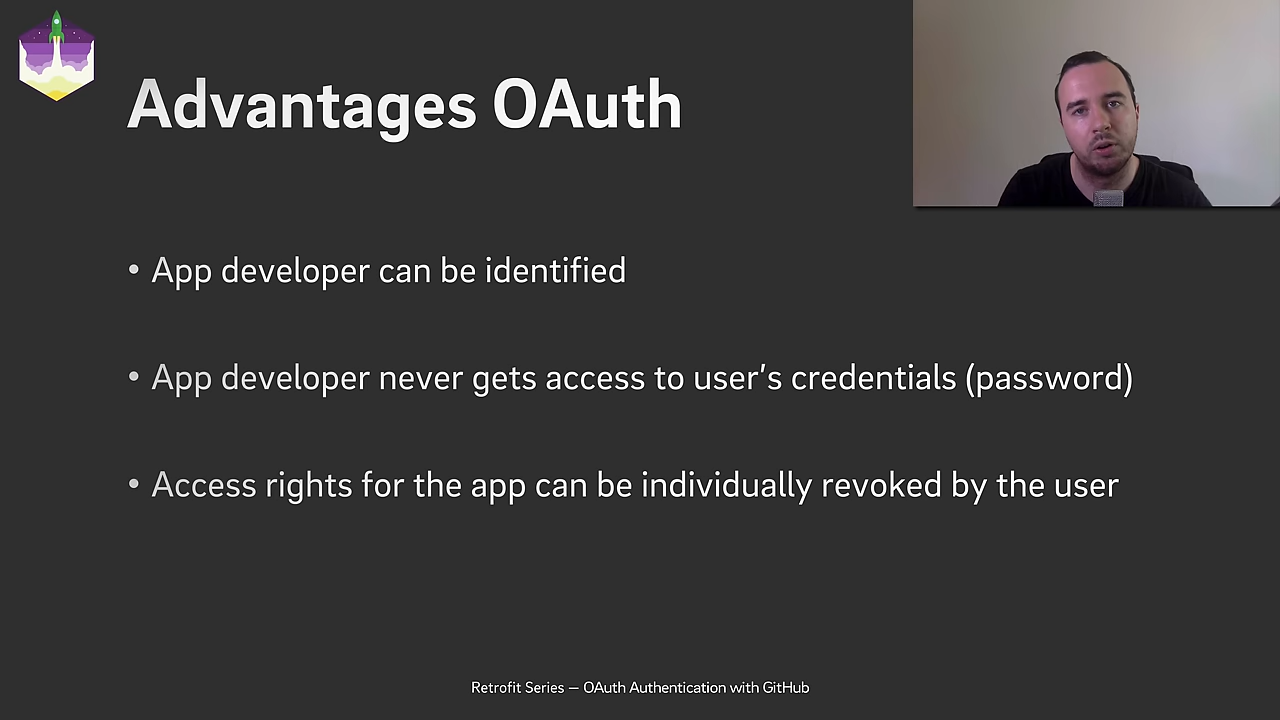 Advantages OAuth
• App developer can be identified
• App developer never gets access to user’s credentials (password)
• Access rights for the app can be individually revoked by the user
Retrofit Series — OAuth Authentication with GitHub